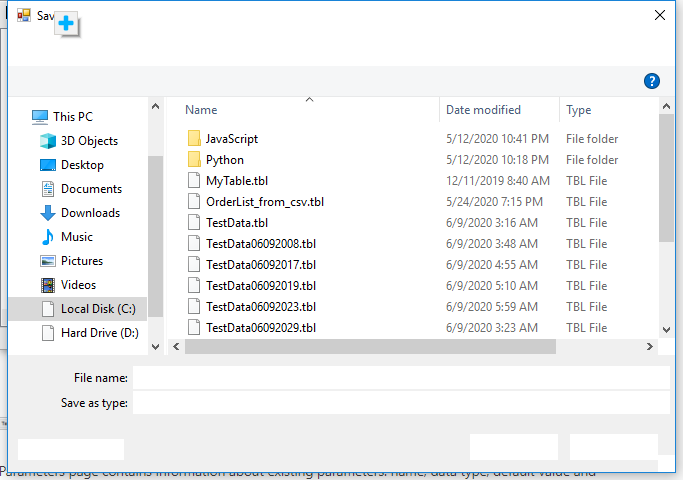 Sav
?
This PC
3D Objects
Desktop
Documents
Downloads
Music
Pictures
Videos
Local Disk (C:)
Hard Drive (D:)
Name Date modified Type
JavaScript 5/12/2020 10:41 PM File folder
Python 5/12/2020 10:18 PM File folder
MyTable.tbl 12/11/2019 8:40 AM TBL File
OrderList_from_csv.tbl 5/24/2020 7:15 PM TBL File
TestData.tbl 6/9/2020 3:16 AM TBL File
TestData06092008.tbl 6/9/2020 3:48 AM TBL File
TestData06092017.tbl 6/9/2020 4:55 AM TBL File
TestData06092019.tbl 6/9/2020 5:10 AM TBL File
TestData06092023.tbl 6/9/2020 5:59 AM TBL File
TestData06092029.tbl 6/9/2020 3:23 AM TBL File
File name:
Save as type:
Parameters page contains information about existing parameters: name, data type, default value and